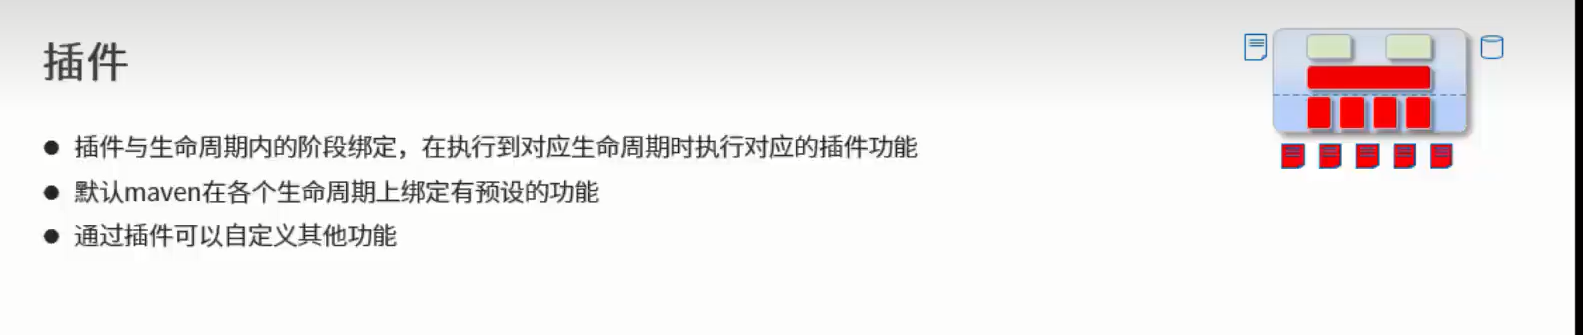 插件
● 插件与生命周期内的阶段绑定，在执行到对应生命周期时执行对应的插件功能
● 默认maven在各个生命周期上绑定有预设的功能
● 通过插件可以自定义其他功能